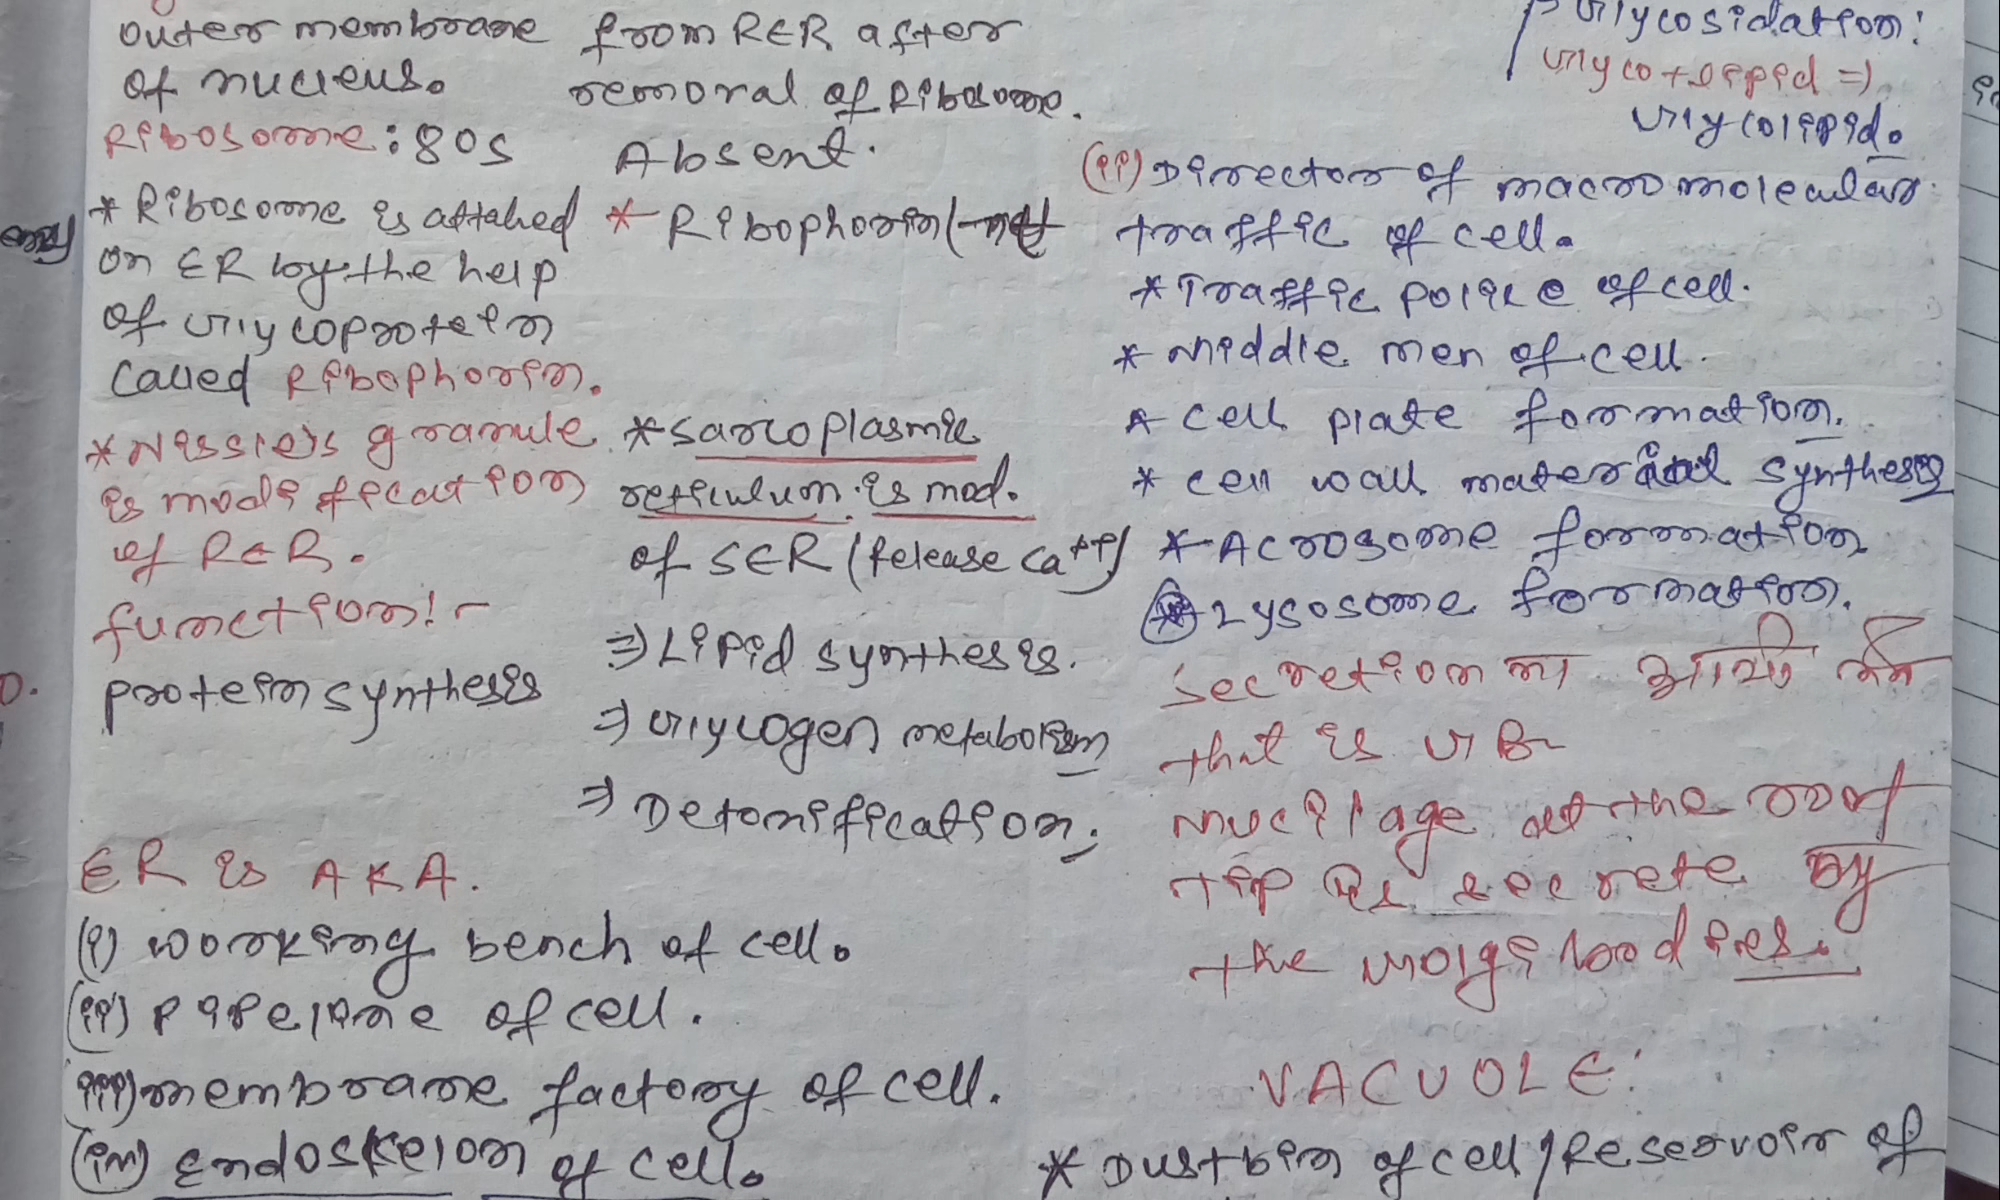 outer membrane
of nucleus.
Ribosome: 80s
* Ribosome is attahed
on ER by the help
of Glycoprotein
called Ribophorin.
* Nissle's granule
is modification
of RER.
function:-
protein synthesis
from RER after
removal of Ribosome.
Absent.
* Ribophorin (
* sarcoplasmic
reticulum is mod.
of SER (Release Ca++)
⇒ Lipid synthesis.
⇒ Glycogen metabolism
⇒ Detoxification.
ER is AKA.
(i) working bench of cell.
(ii) Pipeline of cell.
(iii) membrane factory of cell.
(iv) Endoskelon of cell.
Glycosidation:
Glyco + lipid ⇒
Glycolipid.
(ii) Director of macromolecular
traffic of cell.
* Traffic police of cell.
* Middle men of cell.
* cell plate formation.
* cell wall material synthesis
* Acrosome formation
* Lysosome formation.
secretion का
that is GB
Mucilage at the root
tip is secrete by
the Golgi bodies.
VACUOLE:
* Dustbin of cell / Reservoir of